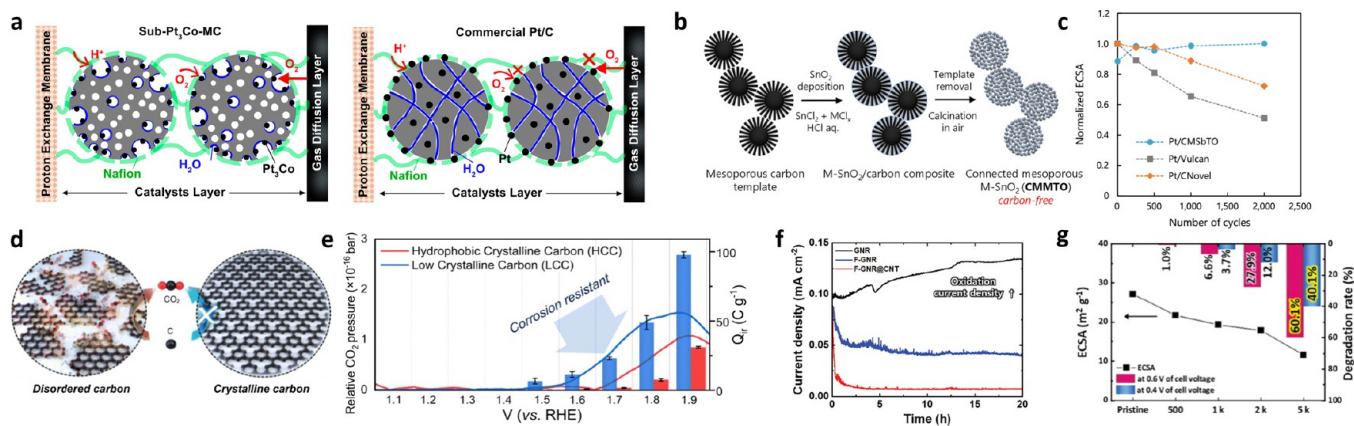 a
Sub-Pt3Co-MC
Commercial Pt/C
Proton Exchange Membrane
H+
O2
O2
H2O
Pt3Co
Nafion
Catalysts Layer
Gas Diffusion Layer
Proton Exchange Membrane
H+
O2
O2
Pt
H2O
Nafion
Catalysts Layer
Gas Diffusion Layer
b
SnO2
deposition
SnCl2 + MClx
HCl aq.
Template
removal
Calcination
in air
Mesoporous carbon
template
M-SnO2/carbon composite
Connected mesoporous
M-SnO2 (CMMTO)
carbon-free
c
Normalized ECSA
1.2
1.0
0.8
0.6
0.4
0.2
0
Pt/CMSbTO
Pt/Vulcan
Pt/CNovel
0 500 1,000 1,500 2,000 2,500
Number of cycles
d
CO2
C
Disordered carbon
Crystalline carbon
e
Relative CO2 pressure (×10-16 bar)
3
2
1
0
Hydrophobic Crystalline Carbon (HCC)
Low Crystalline Carbon (LCC)
Corrosion resistant
100
50
0
Qir (C g-1)
1.1 1.2 1.3 1.4 1.5 1.6 1.7 1.8 1.9
V (vs. RHE)
f
Current density (mA cm-2)
0.15
0.10
0.05
0.00
GNR
F-GNR
F-GNR@CNT
Oxidation
current density
0 5 10 15 20
Time (h)
g
ECSA (m2 g-1)
40
30
20
10
0
1.0%
6.6%
3.7%
27.9%
12.0%
60.1%
40.1%
ECSA
at 0.6 V of cell voltage
at 0.4 V of cell voltage
0
10
20
30
40
50
60
70
80
90
100
Degradation rate (%)
Pristine 500 1 k 2 k 5 k